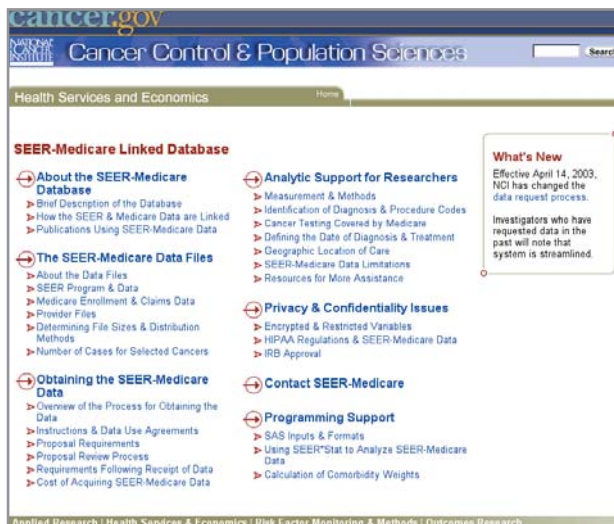 cancer.gov
NATIONAL
CANCER
INSTITUTE
Cancer Control & Population Sciences
Search
Health Services and Economics
Home
SEER-Medicare Linked Database
About the SEER-Medicare
Database
Brief Description of the Database
How the SEER & Medicare Data are Linked
Publications Using SEER-Medicare Data
The SEER-Medicare Data Files
About the Data Files
SEER Program & Data
Medicare Enrollment & Claims Data
Provider Files
Determining File Sizes & Distribution
Methods
Number of Cases for Selected Cancers
Obtaining the SEER-Medicare
Data
Overview of the Process for Obtaining the
Data
Instructions & Data Use Agreements
Proposal Requirements
Proposal Review Process
Requirements Following Receipt of Data
Cost of Acquiring SEER-Medicare Data
Analytic Support for Researchers
Measurement & Methods
Identification of Diagnosis & Procedure Codes
Cancer Testing Covered by Medicare
Defining the Date of Diagnosis & Treatment
Geographic Location of Care
SEER-Medicare Data Limitations
Resources for More Assistance
Privacy & Confidentiality Issues
Encrypted & Restricted Variables
HIPAA Regulations & SEER-Medicare Data
IRB Approval
Contact SEER-Medicare
Programming Support
SAS Inputs & Formats
Using SEER*Stat to Analyze SEER-Medicare
Data
Calculation of Comorbidity Weights
What's New
Effective April 14, 2003,
NCI has changed the
data request process.
Investigators who have
requested data in the
past will note that
system is streamlined.
Applied Research | Health Services & Economics | Risk Factor Monitoring & Methods | Outcomes Research